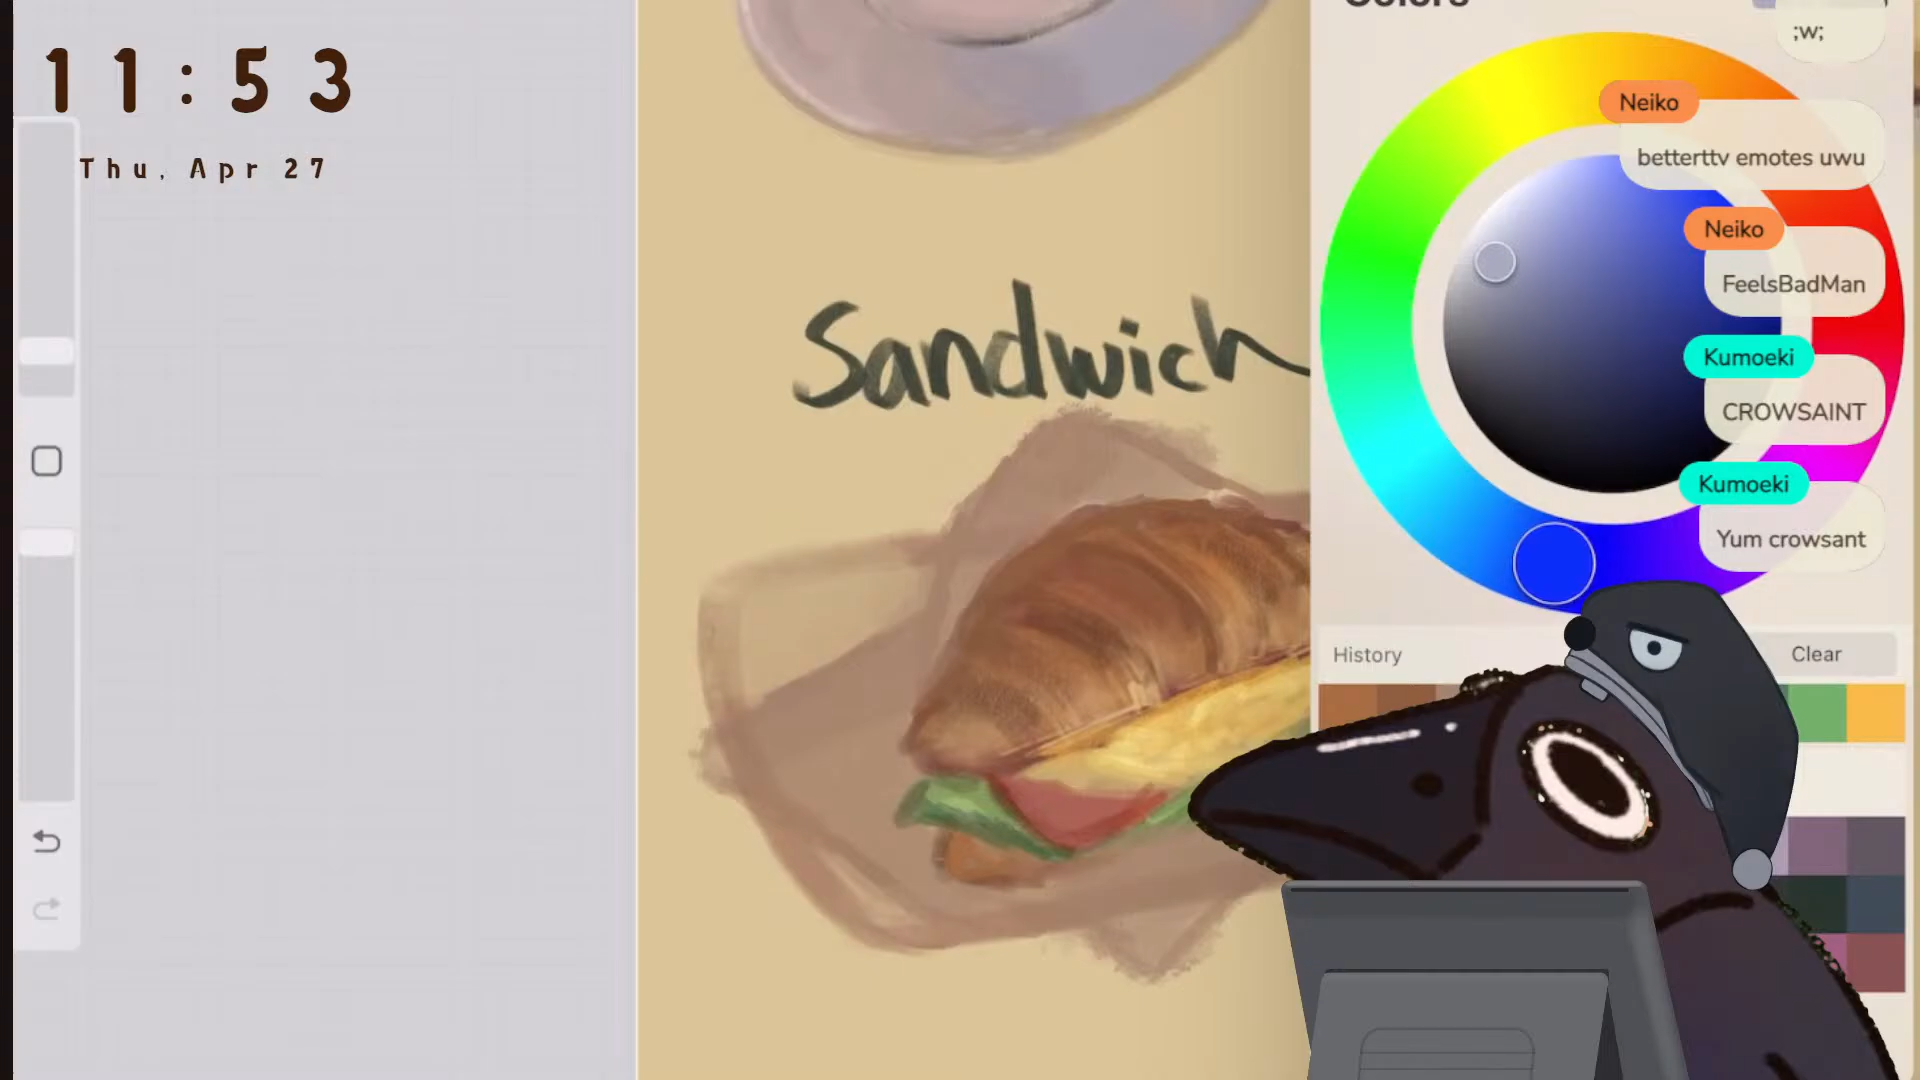 11:53
Thu, Apr 27
Sandwich
Colors
;w;
Neiko
betterttv emotes uwu
Neiko
FeelsBadMan
Kumoeki
CROWSAINT
Kumoeki
Yum crowsant
History
Clear